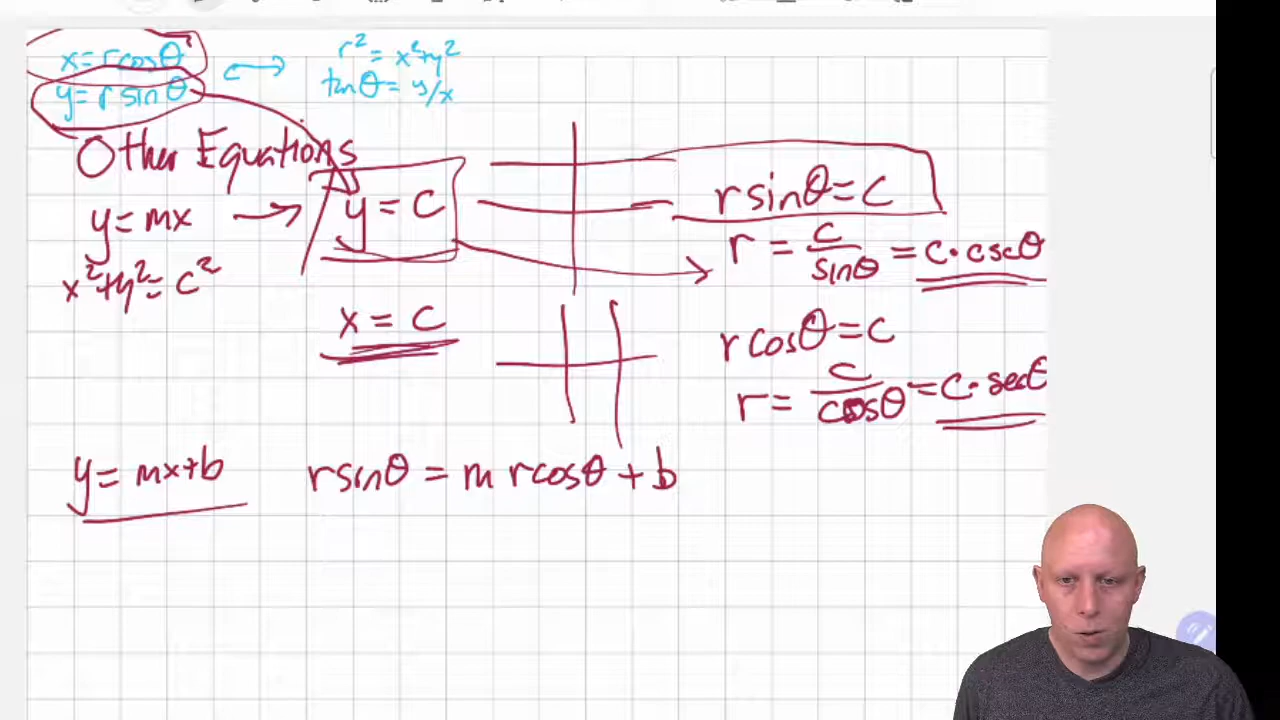 x = r cos θ
y = r sin θ
r² = x² + y²
tan θ = y/x
Other Equations
y = mx → y = c
x² + y² = c²
r sin θ = c
r = c/sin θ = c · csc θ
x = c
r cos θ = c
r = c/cos θ = c · sec θ
y = mx + b
r sin θ = m r cos θ + b